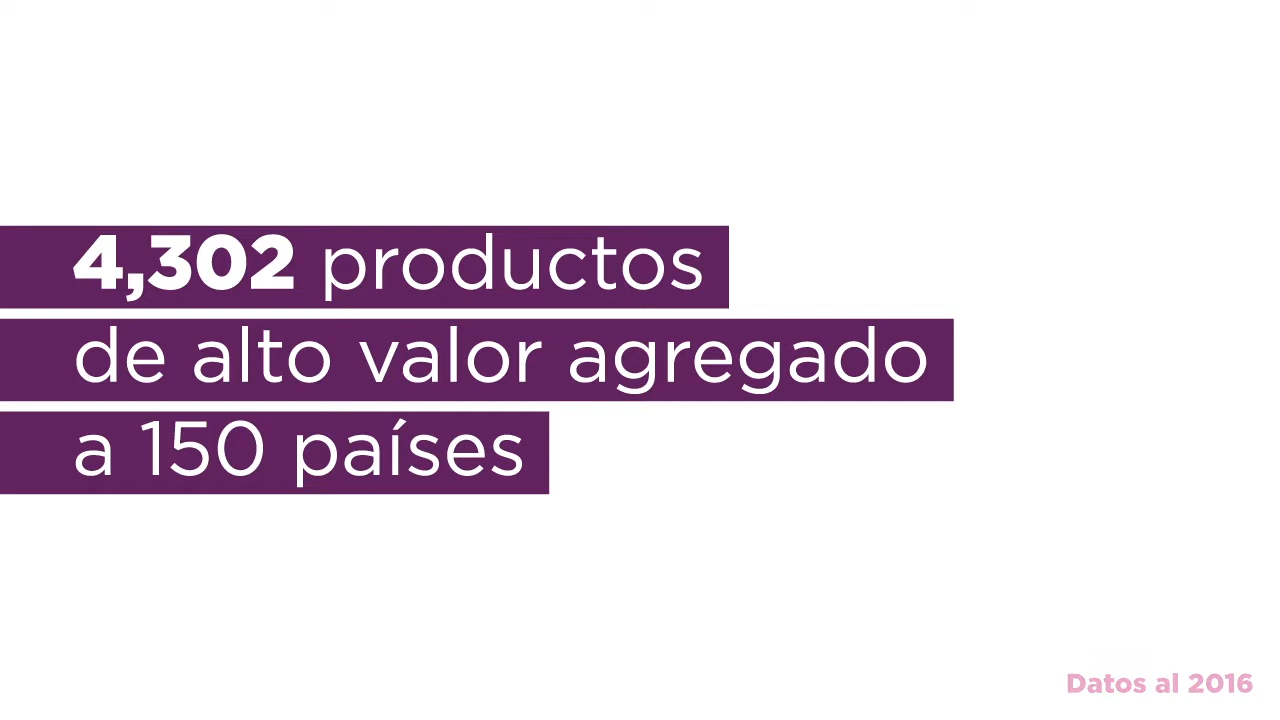 4,302 productos
de alto valor agregado
a 150 países
Datos al 2016